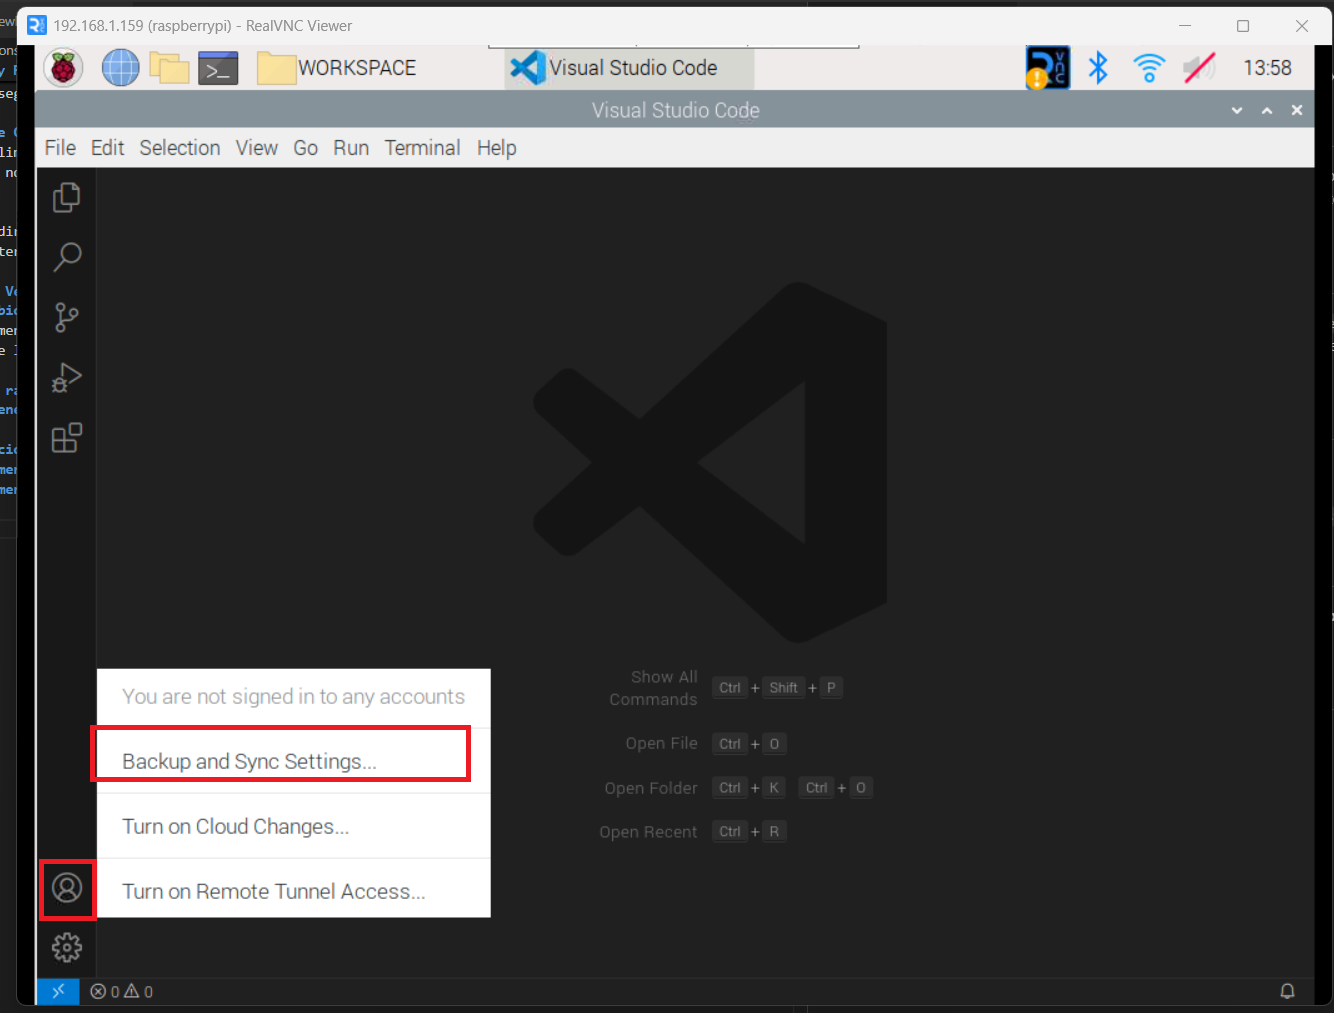 192.168.1.159 (raspberrypi) - RealVNC Viewer
WORKSPACE
Visual Studio Code
13:58
Visual Studio Code
File Edit Selection View Go Run Terminal Help
You are not signed in to any accounts
Backup and Sync Settings...
Turn on Cloud Changes...
Turn on Remote Tunnel Access...
Show All
Commands
Ctrl + Shift + P
Open File Ctrl + O
Open Folder Ctrl + K Ctrl + O
Open Recent Ctrl + R
0 0